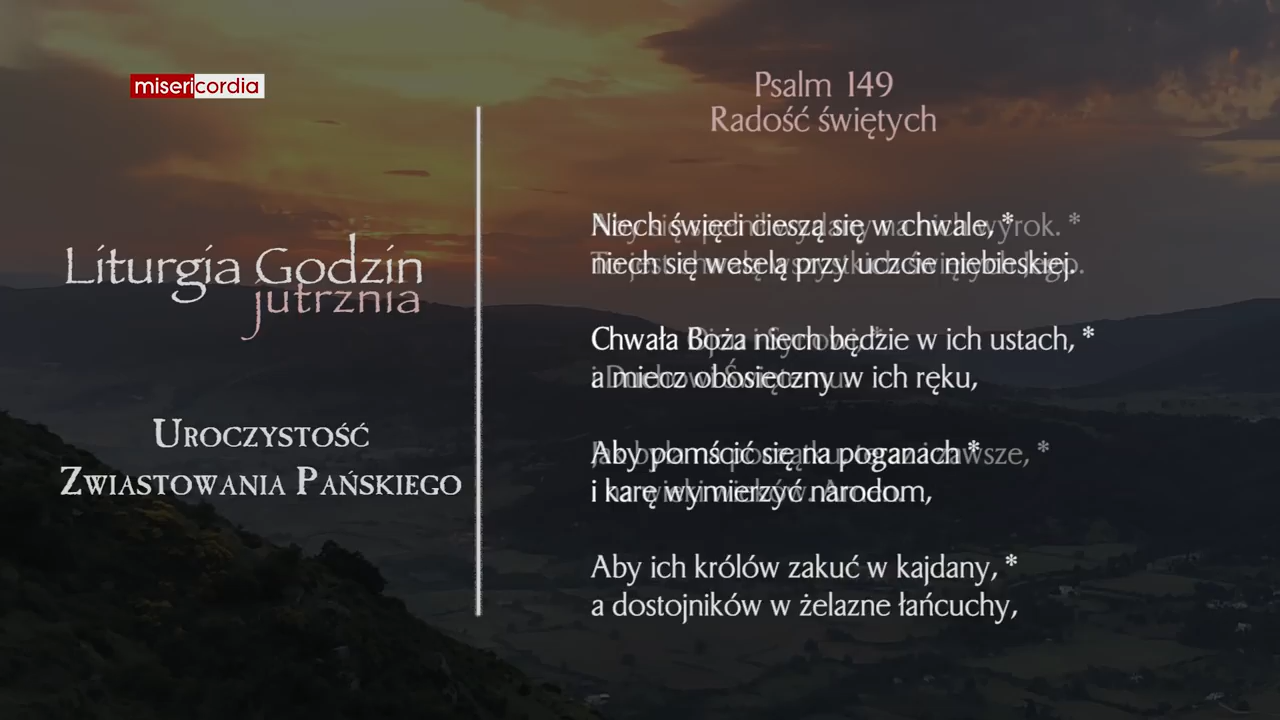 misericordia
Liturgia Godzin
jutrznia
Uroczystość
Zwiastowania Pańskiego
Psalm 149
Radość świętych
Niech święci cieszą się w chwale, *
niech się weselą przy uczcie niebieskiej.
Chwała Boża niech będzie w ich ustach, *
a miecz obosieczny w ich ręku,
Aby pomścić się na poganach *
i karę wymierzyć narodom,
Aby ich królów zakuć w kajdany, *
a dostojników w żelazne łańcuchy,